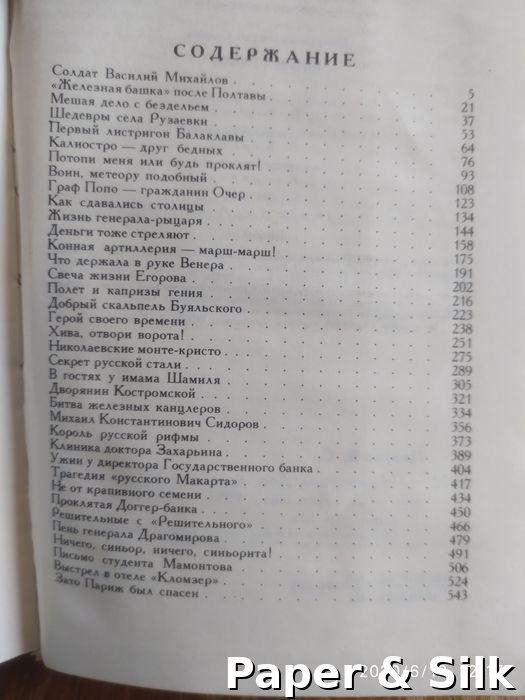 СОДЕРЖАНИЕ
Солдат Василий Михайлов 5
«Железная башка» после Полтавы 21
Мешая дело с бездельем 37
Шедевры села Рузаевки 53
Первый листригон Балаклавы 64
Калиостро — друг бедных 76
Потопи меня или будь проклят! 93
Воин, метеору подобный 108
Граф Попо — гражданин Очер 123
Как сдавались столицы 134
Жизнь генерала-рыцаря 144
Деньги тоже стреляют 158
Конная артиллерия — марш-марш! 175
Что держала в руке Венера 191
Свеча жизни Егорова 202
Полет и капризы гения 216
Добрый скальпель Буяльского 223
Герой своего времени 238
Хива, отвори ворота! 251
Николаевские монте-кристо 275
Секрет русской стали 289
В гостях у имама Шамиля 305
Дворянин Костромской 321
Битва железных канцлеров 334
Михаил Константинович Сидоров 356
Король русской рифмы 373
Клиника доктора Захарьина 389
Ужин у директора Государственного банка 404
Трагедия «русского Макарта» 417
Не от крапивного семени 434
Проклятая Доггер-банка 450
Решительные с «Решительного» 466
Пень генерала Драгомирова 479
Ничего, синьор, ничего, синьорита! 491
Письмо студента Мамонтова 506
Выстрел в отеле «Кломзер» 524
Зато Париж был спасен 543
Paper & Silk